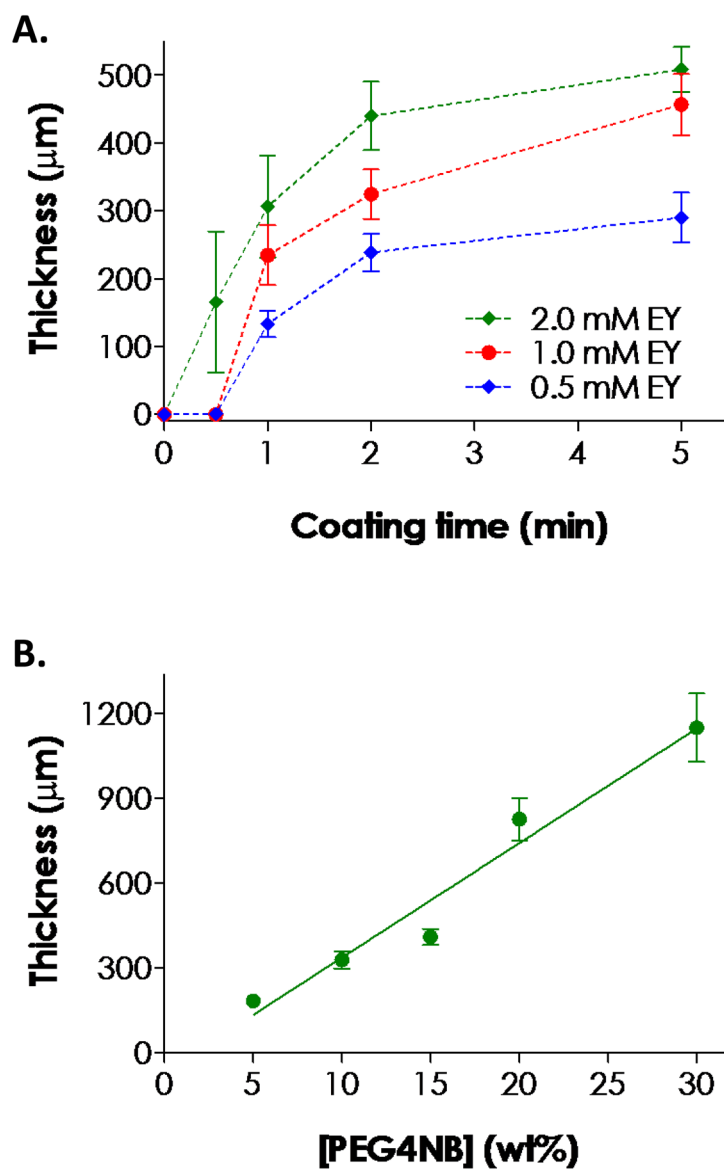 A.
500
400
300
200
100
0
Thickness (μm)
2.0 mM EY
1.0 mM EY
0.5 mM EY
0 1 2 3 4 5
Coating time (min)
B.
1200
900
600
300
0
Thickness (μm)
0 5 10 15 20 25 30
[PEG4NB] (wt%)